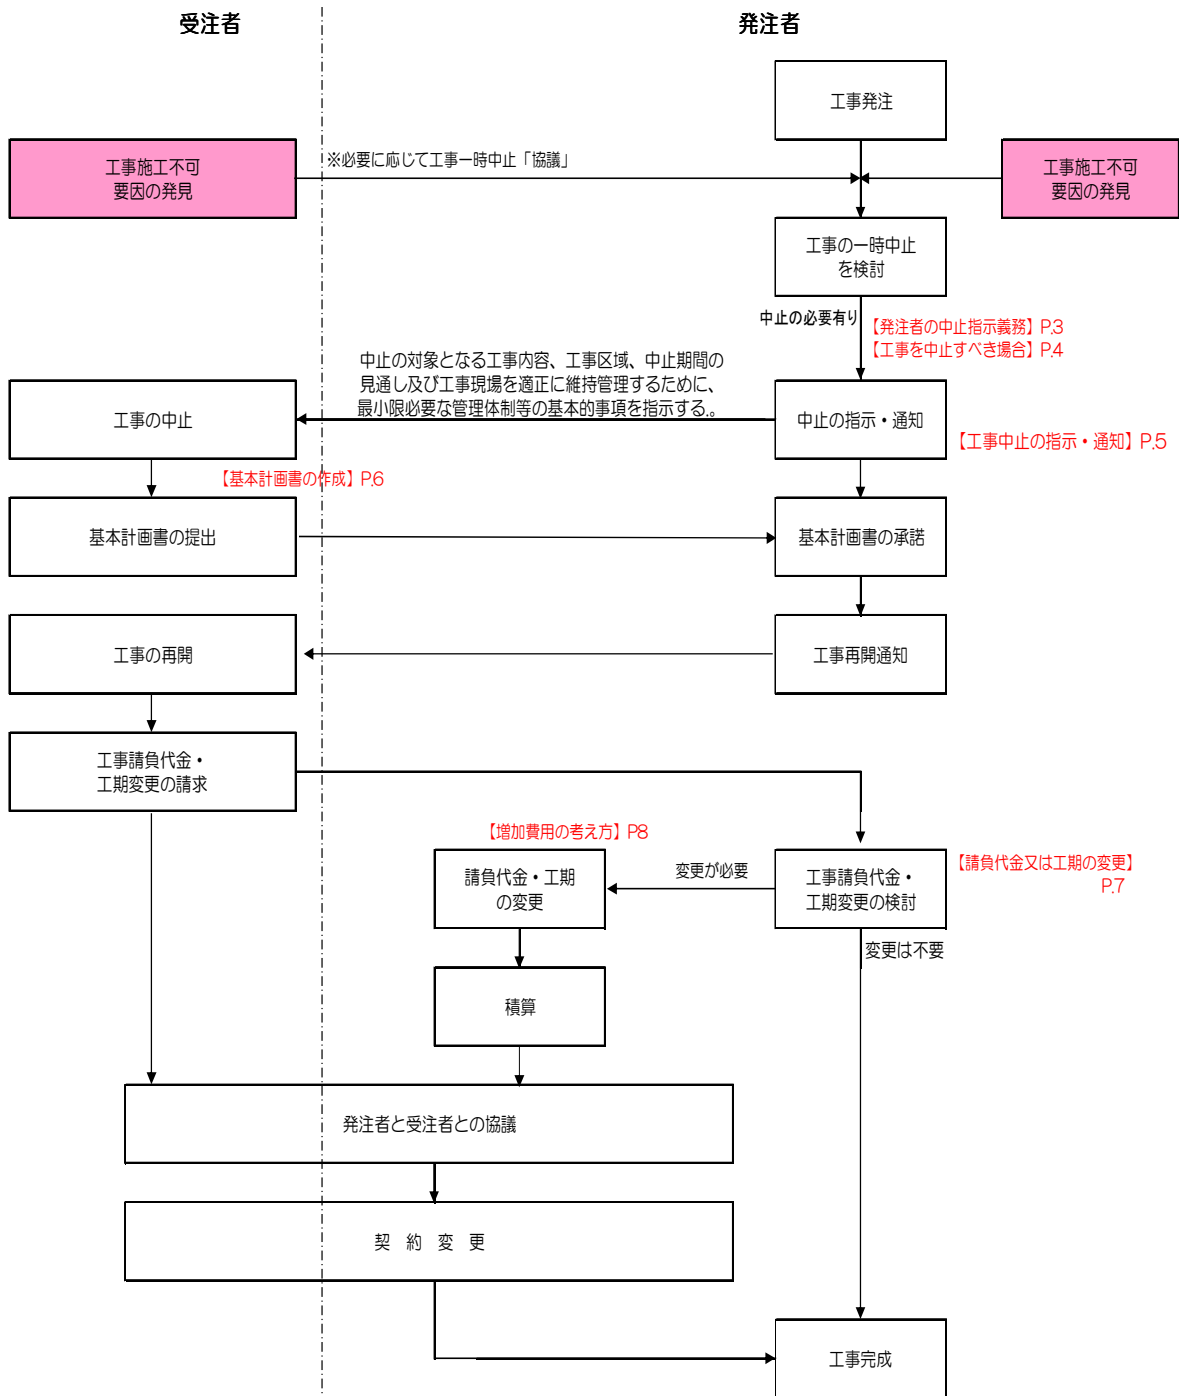 受注者
発注者
工事発注
工事施工不可
要因の発見
※必要に応じて工事一時中止「協議」
工事施工不可
要因の発見
工事の一時中止
を検討
中止の必要有り
【発注者の中止指示義務】P.3
【工事を中止すべき場合】P.4
中止の対象となる工事内容、工事区域、中止期間の
見通し及び工事現場を適正に維持管理するために、
最小限必要な管理体制等の基本的事項を指示する.。
工事の中止
中止の指示・通知
【工事中止の指示・通知】P.5
【基本計画書の作成】P.6
基本計画書の提出
基本計画書の承諾
工事の再開
工事再開通知
工事請負代金・
工期変更の請求
【増加費用の考え方】P8
請負代金・工期
の変更
変更が必要
工事請負代金・
工期変更の検討
【請負代金又は工期の変更】
P.7
変更は不要
積算
発注者と受注者との協議
契 約 変 更
工事完成